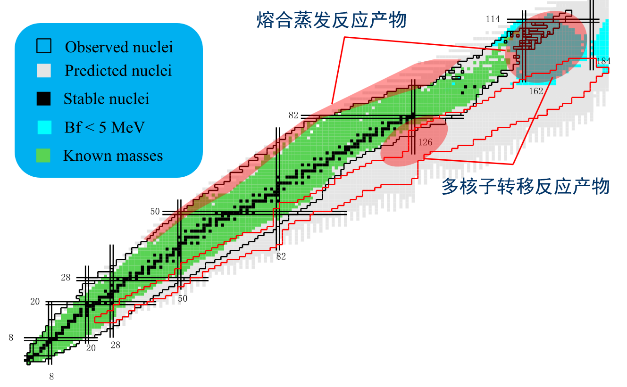 熔合蒸发反应产物
114
Observed nuclei
Predicted nuclei
Stable nuclei
Bf < 5 MeV
Known masses
184
162
82
126
多核子转移反应产物
50
82
28
50
20
8
20
28
8